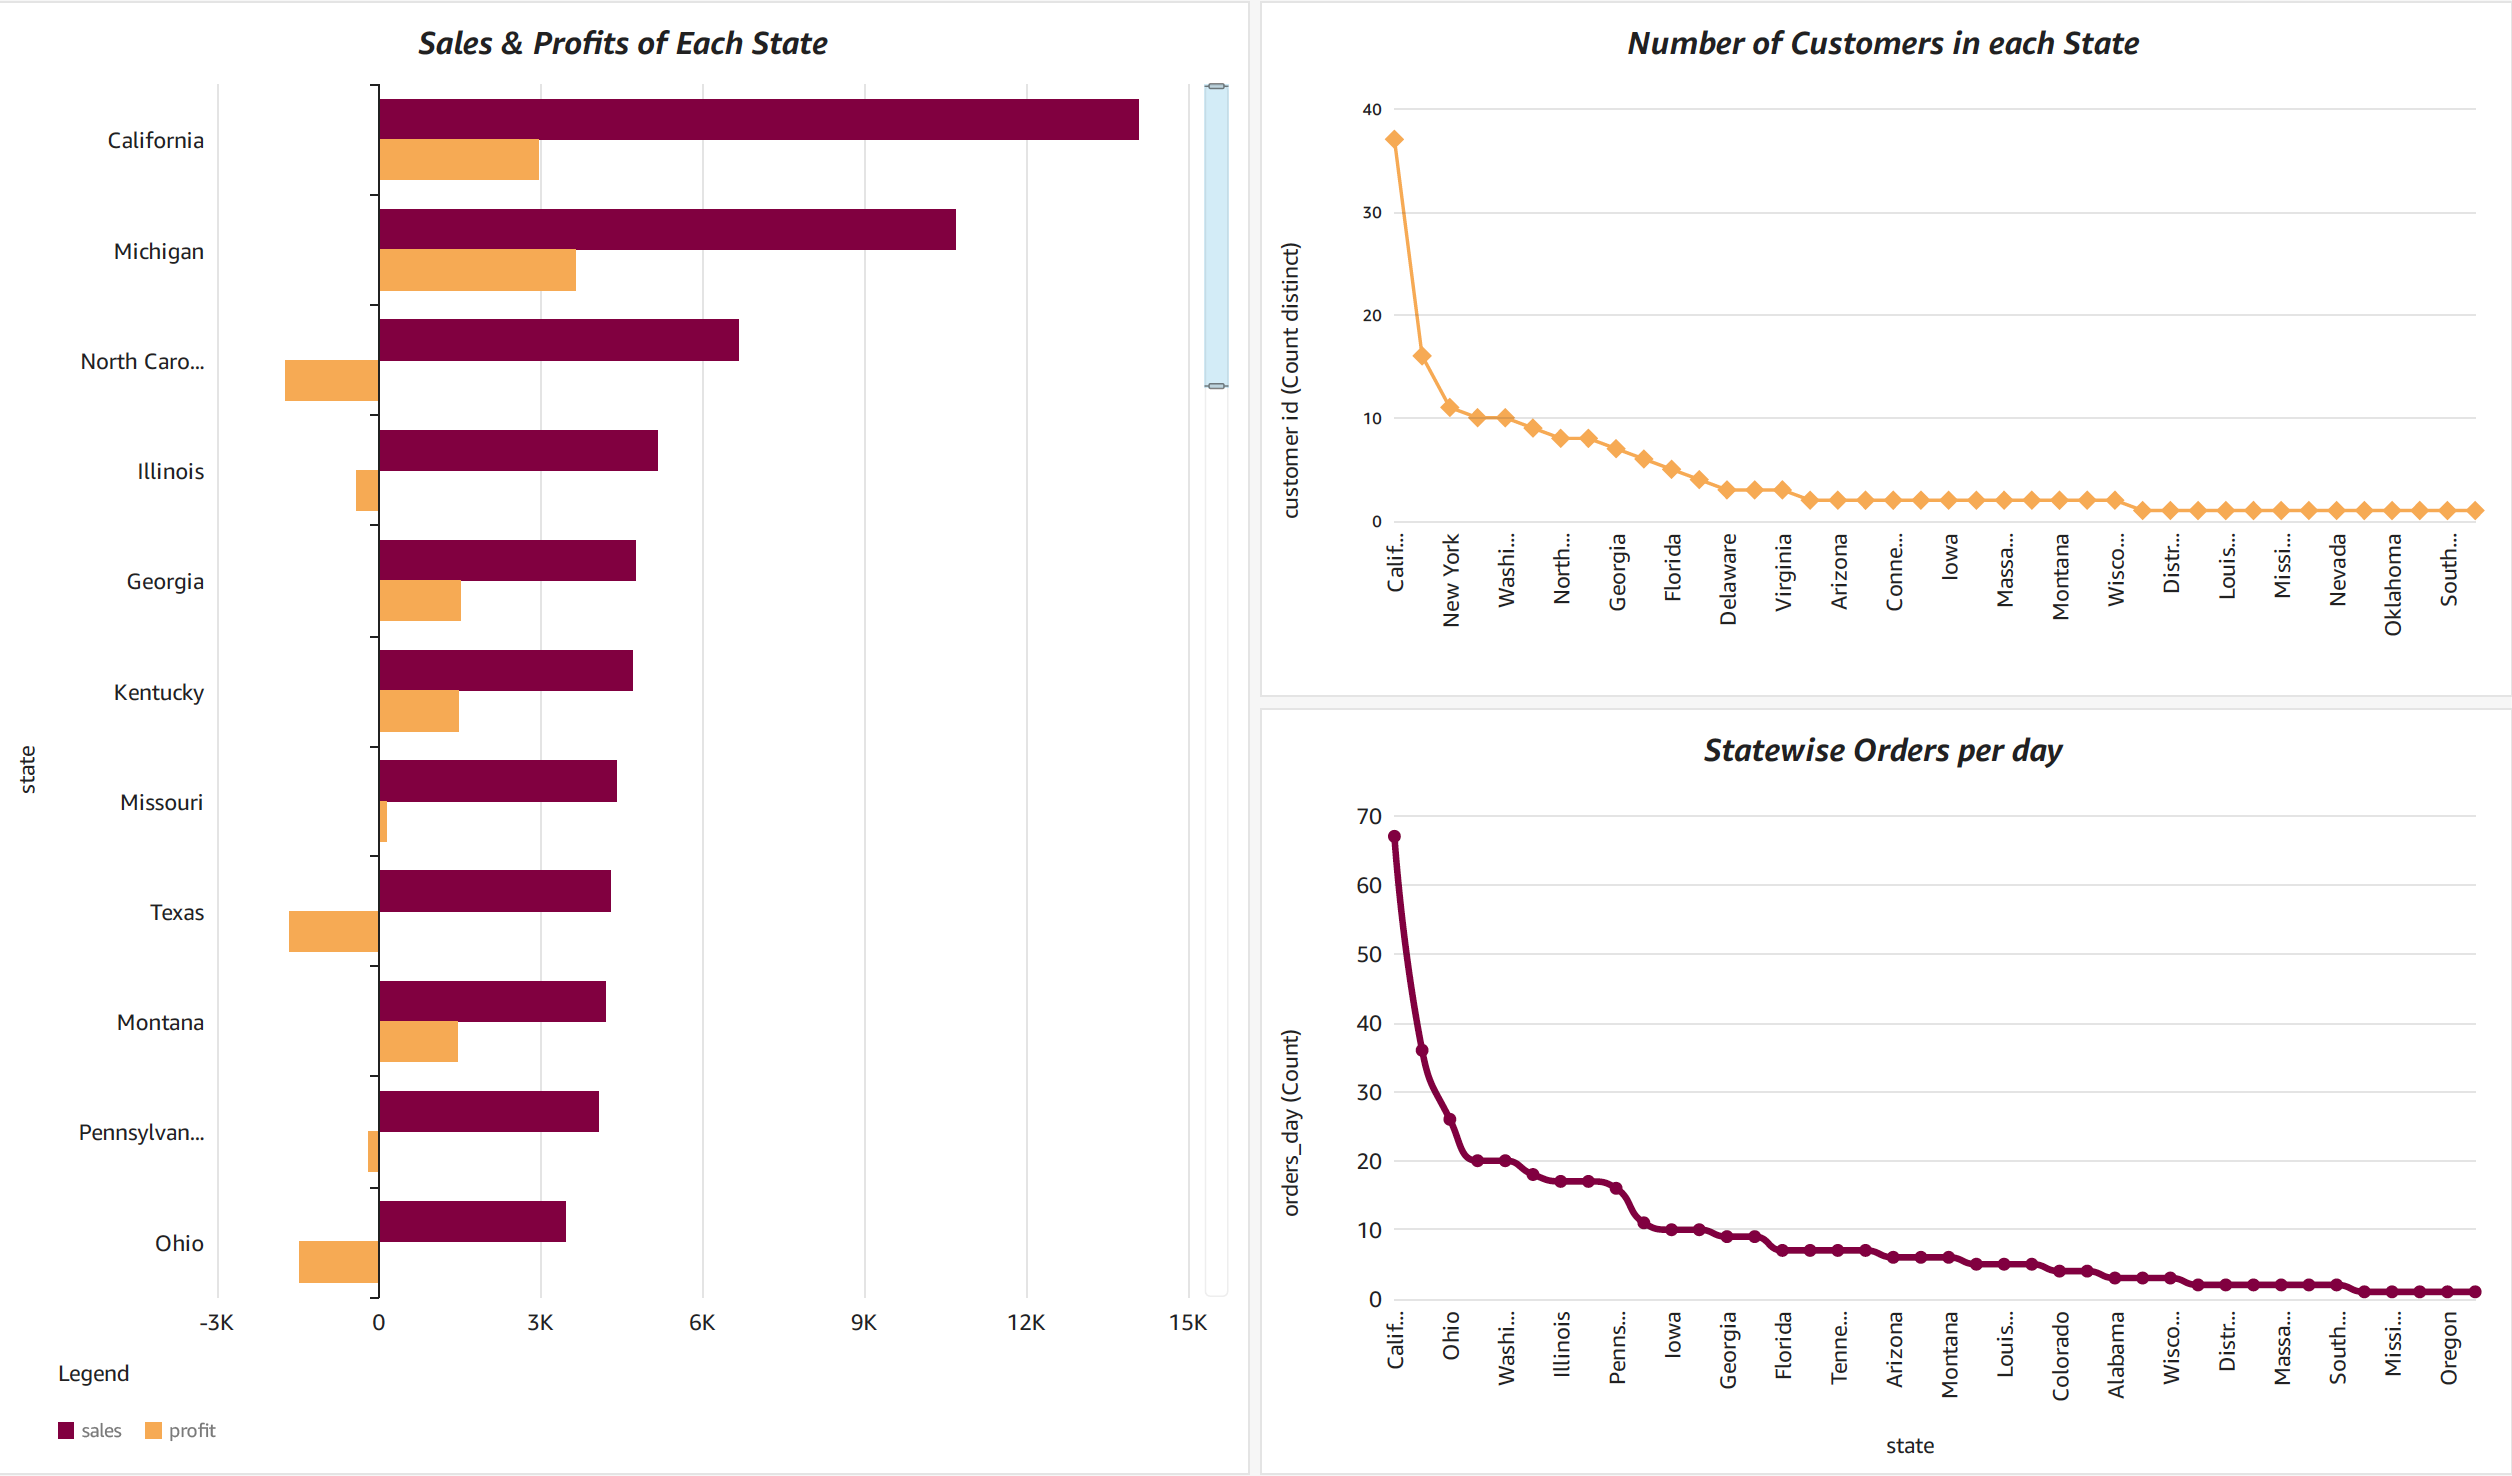 Sales & Profits of Each State
state
California
Michigan
North Caro...
Illinois
Georgia
Kentucky
Missouri
Texas
Montana
Pennsylvan...
Ohio
-3K 0 3K 6K 9K 12K 15K
Legend
sales profit
Number of Customers in each State
customer id (Count distinct)
40
30
20
10
0
Calif...
New York
Washi...
North...
Georgia
Florida
Delaware
Virginia
Arizona
Conne...
Iowa
Massa...
Montana
Wisco...
Distr...
Louis...
Missi...
Nevada
Oklahoma
South...
Statewise Orders per day
orders_day (Count)
70
60
50
40
30
20
10
0
Calif...
Ohio
Washi...
Illinois
Penns...
Iowa
Georgia
Florida
Tenne...
Arizona
Montana
Louis...
Colorado
Alabama
Wisco...
Distr...
Massa...
South...
Missi...
Oregon
state